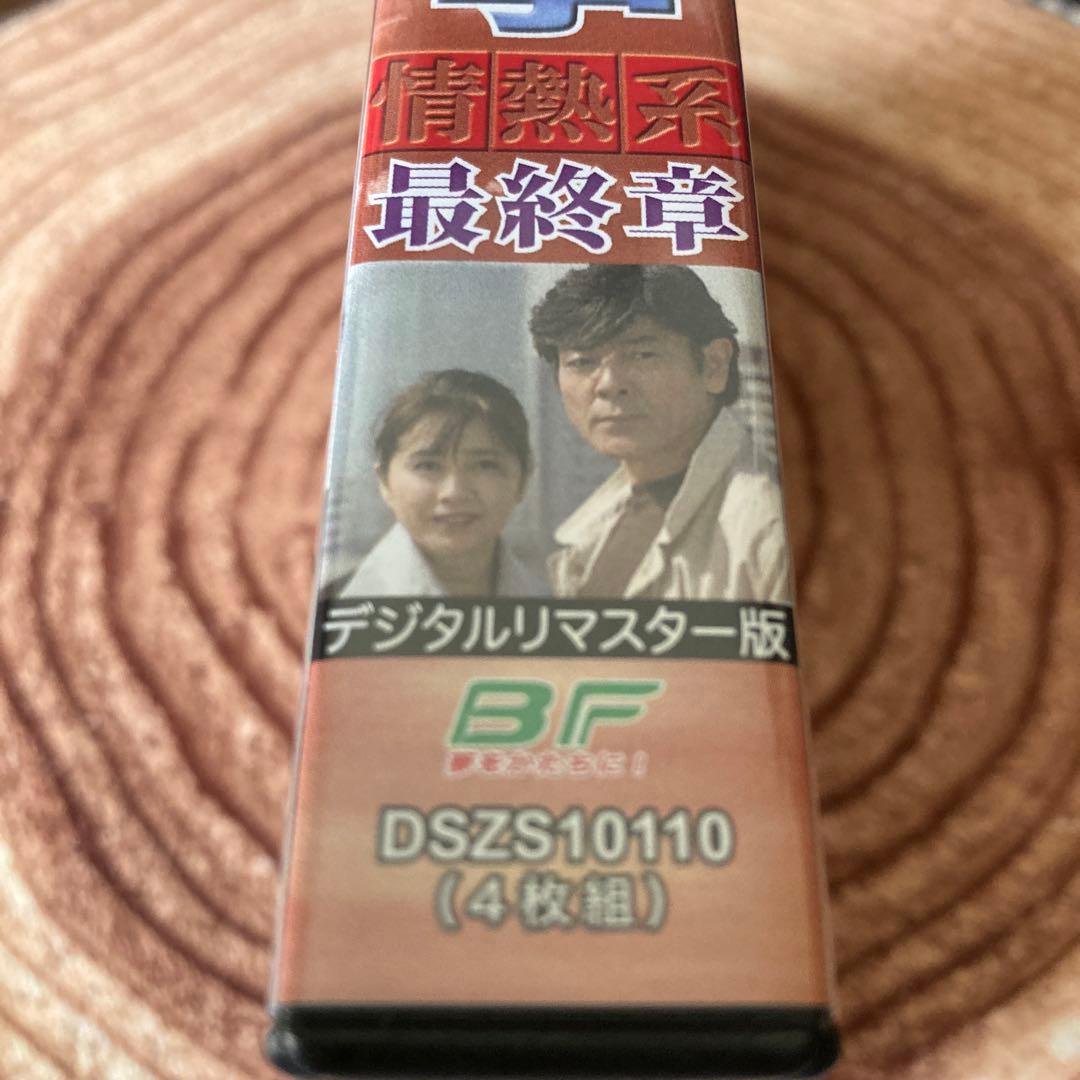 情熱系
最終章
デジタルリマスター版
BF
夢をかたちに！
DSZS10110
(4枚組)